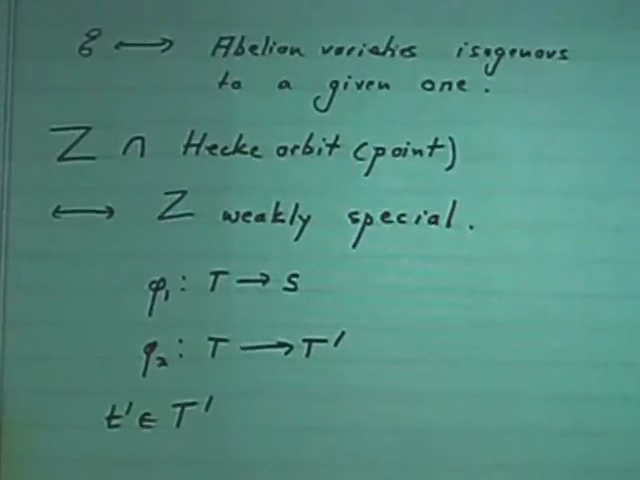 ξ ⟷ Abelian varieties isogenous
to a given one.
Z ∩ Hecke orbit (point)
⟷ Z weakly special.
φ₁: T → S
φ₂: T ⟶ T'
t' ∈ T'